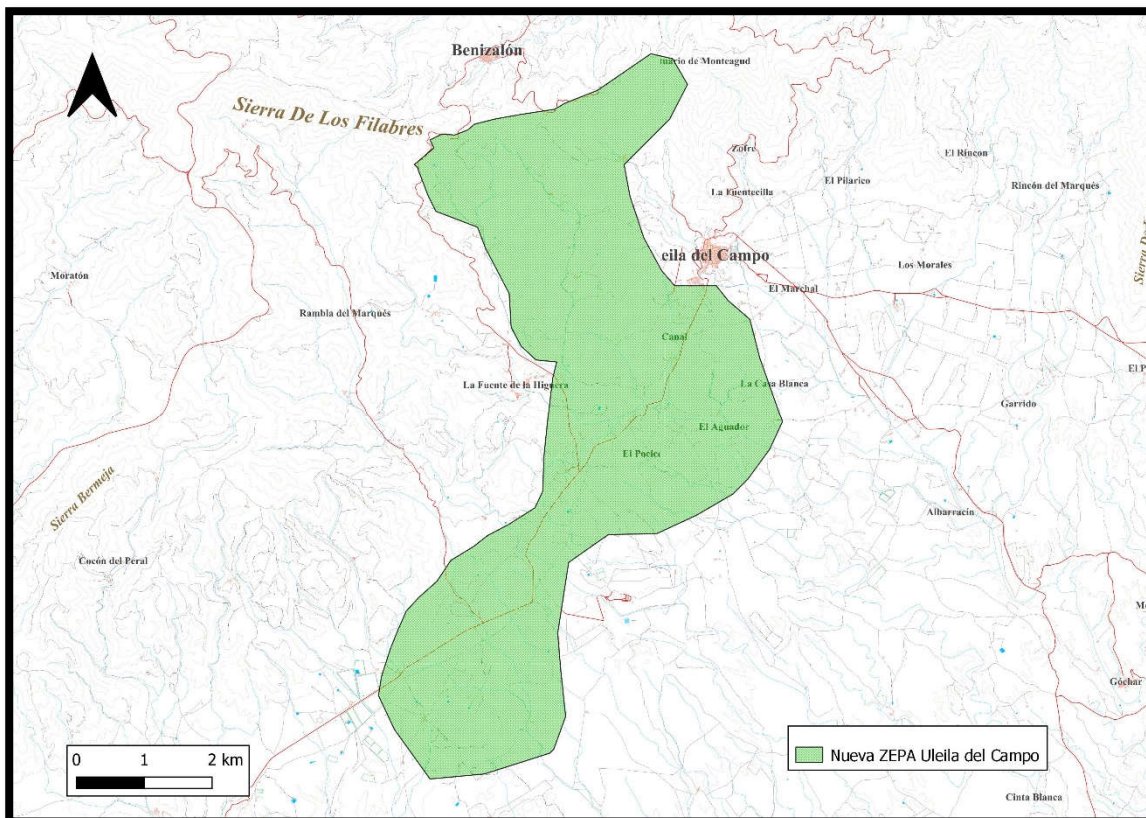 Benizalón
tuario de Monteagud
Sierra De Los Filabres
Zofre
El Rincon
El Pilarico
Rincón del Marqués
La Fuentecilla
eila del Campo
Los Morales
Moratón
El Marchal
Rambla del Marqués
Canal
La Fuente de la Higuera
La Casa Blanca
Garrido
El Aguador
El Pocico
Sierra Bermeja
Albarracín
Cocón del Peral
Góchar
0 1 2 km
Nueva ZEPA Uleila del Campo
Cinta Blanca